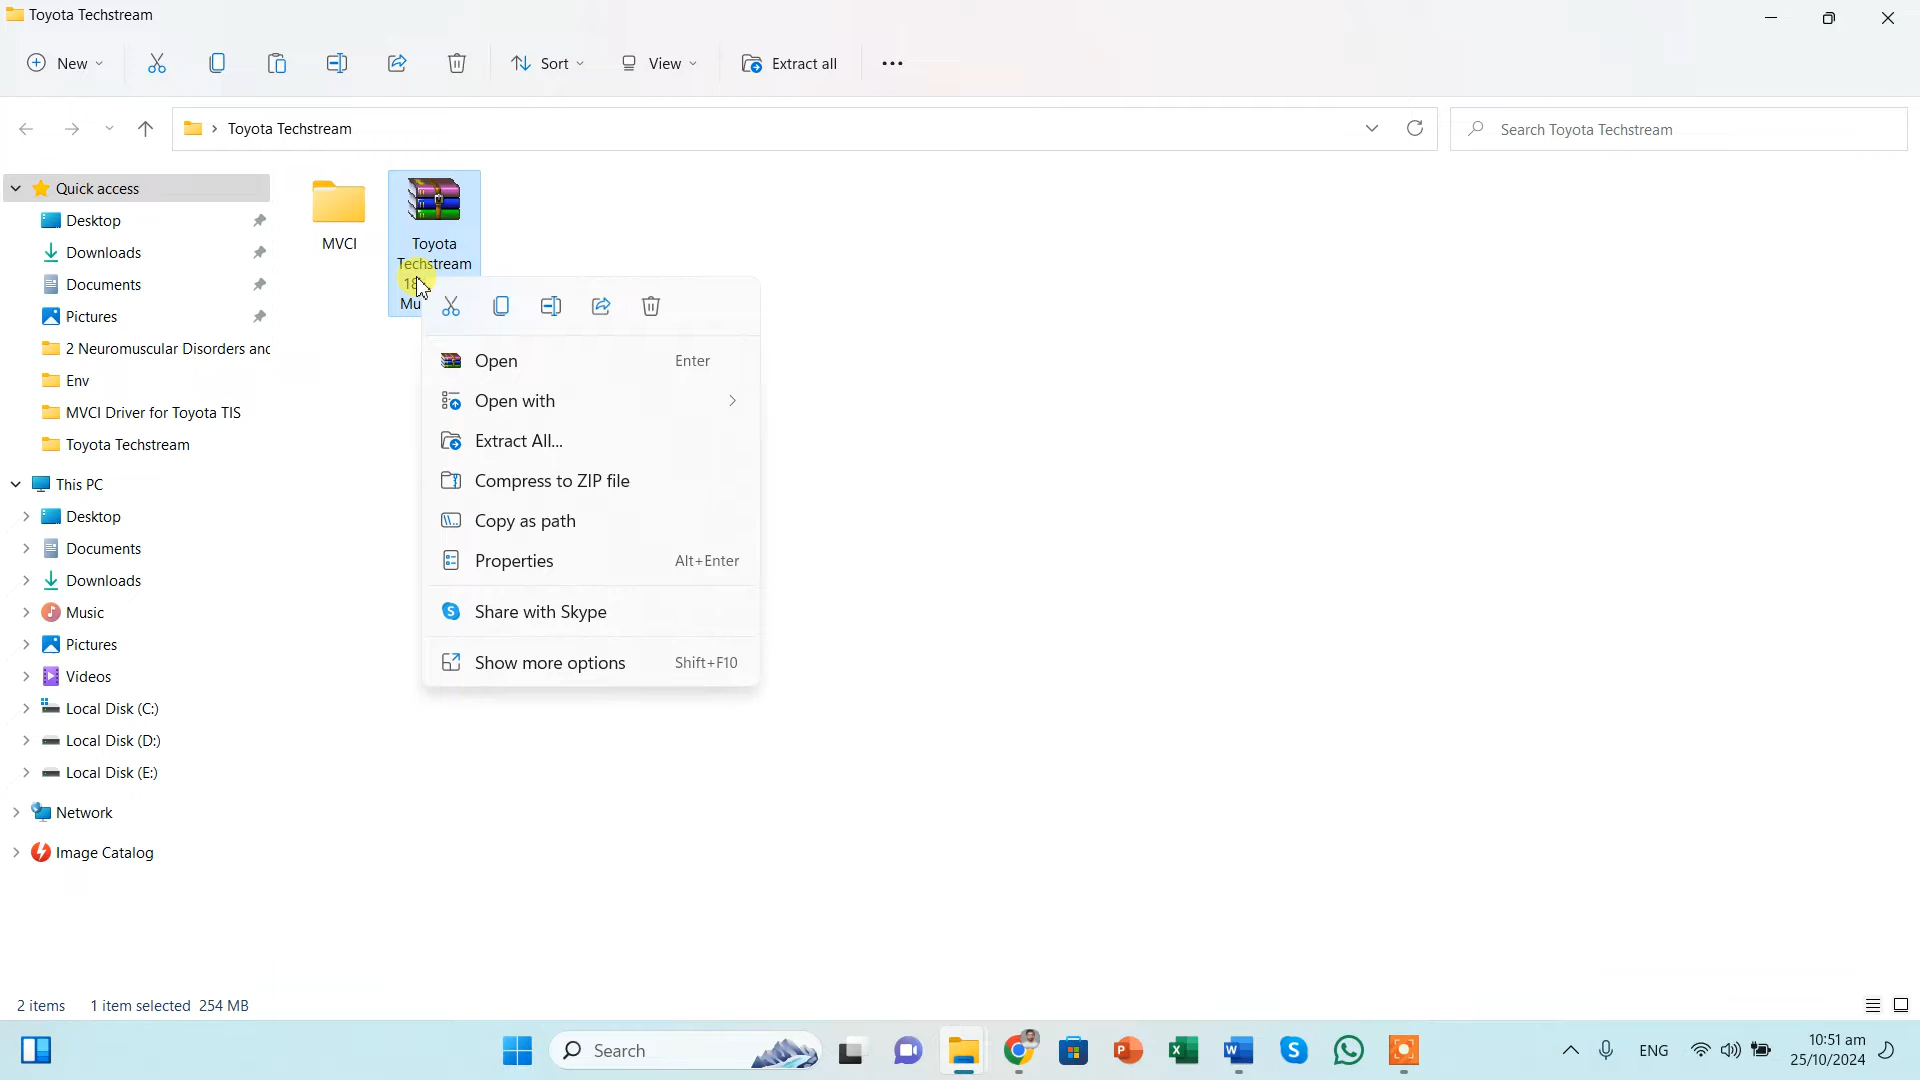 Toyota Techstream
New
Sort
View
Extract all
Toyota Techstream
Search Toyota Techstream
Quick access
Desktop
Downloads
Documents
Pictures
2 Neuromuscular Disorders anc
Env
MVCI Driver for Toyota TIS
Toyota Techstream
This PC
Desktop
Documents
Downloads
Music
Pictures
Videos
Local Disk (C:)
Local Disk (D:)
Local Disk (E:)
Network
Image Catalog
MVCI
Toyota
Techstream
18
Mu
Open Enter
Open with
Extract All...
Compress to ZIP file
Copy as path
Properties Alt+Enter
Share with Skype
Show more options Shift+F10
2 items 1 item selected 254 MB
Search
ENG
10:51 am
25/10/2024